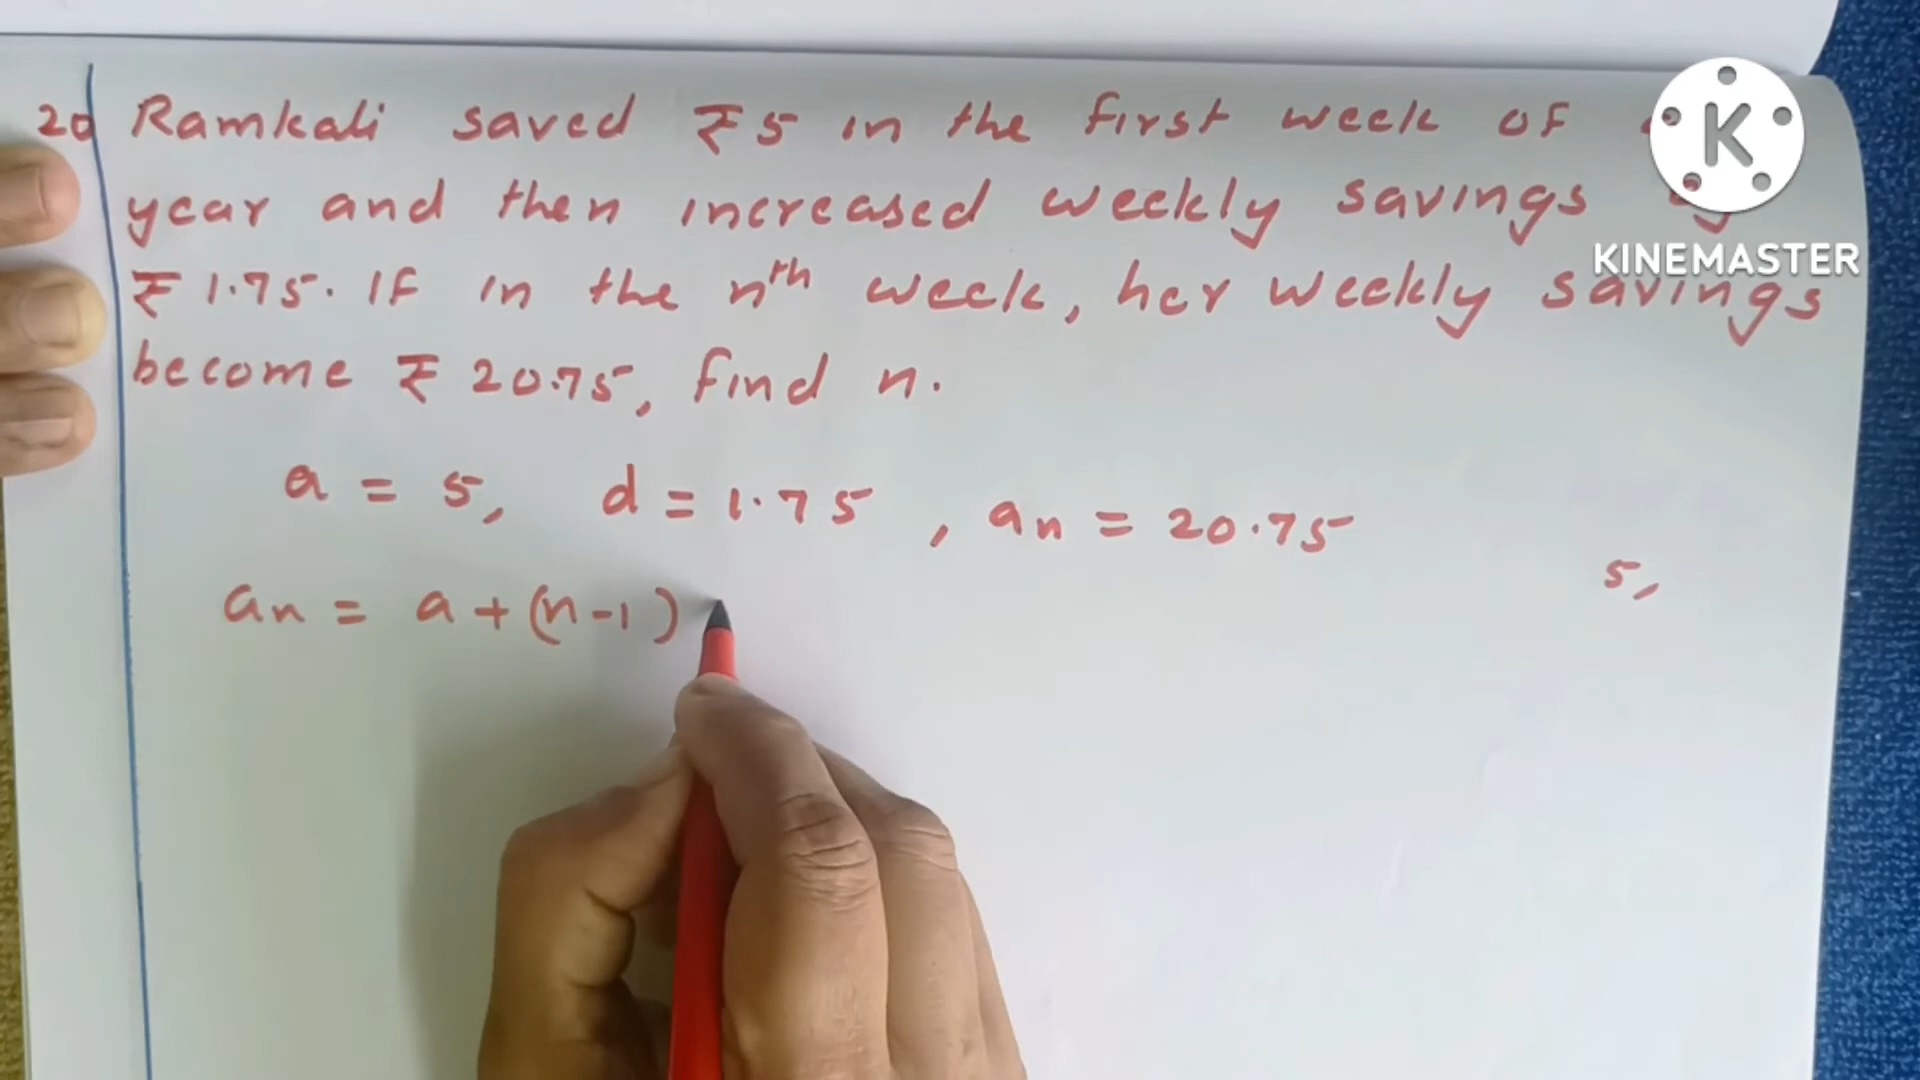 20 Ramkali saved ₹5 in the first week of
year and then increased weekly savings
₹1.75. If in the nth week, her weekly savings
become ₹20.75, find n.
a = 5, d = 1.75, an = 20.75
5,
an = a + (n-1)
K
KINEMASTER